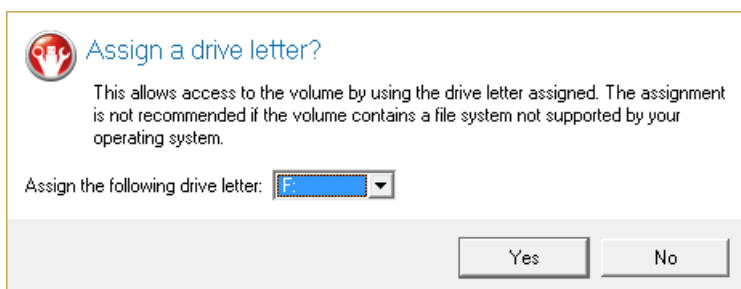 Assign a drive letter?
This allows access to the volume by using the drive letter assigned. The assignment
is not recommended if the volume contains a file system not supported by your
operating system.
Assign the following drive letter: F:
Yes No